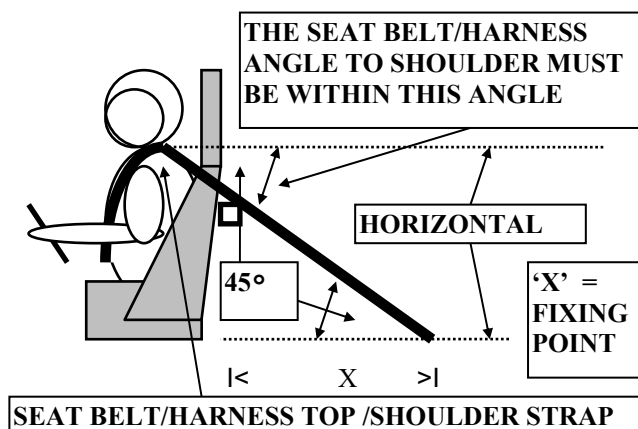 THE SEAT BELT/HARNESS
ANGLE TO SHOULDER MUST
BE WITHIN THIS ANGLE
HORIZONTAL
45°
‘X’ =
FIXING
POINT
|< X >|
SEAT BELT/HARNESS TOP /SHOULDER STRAP